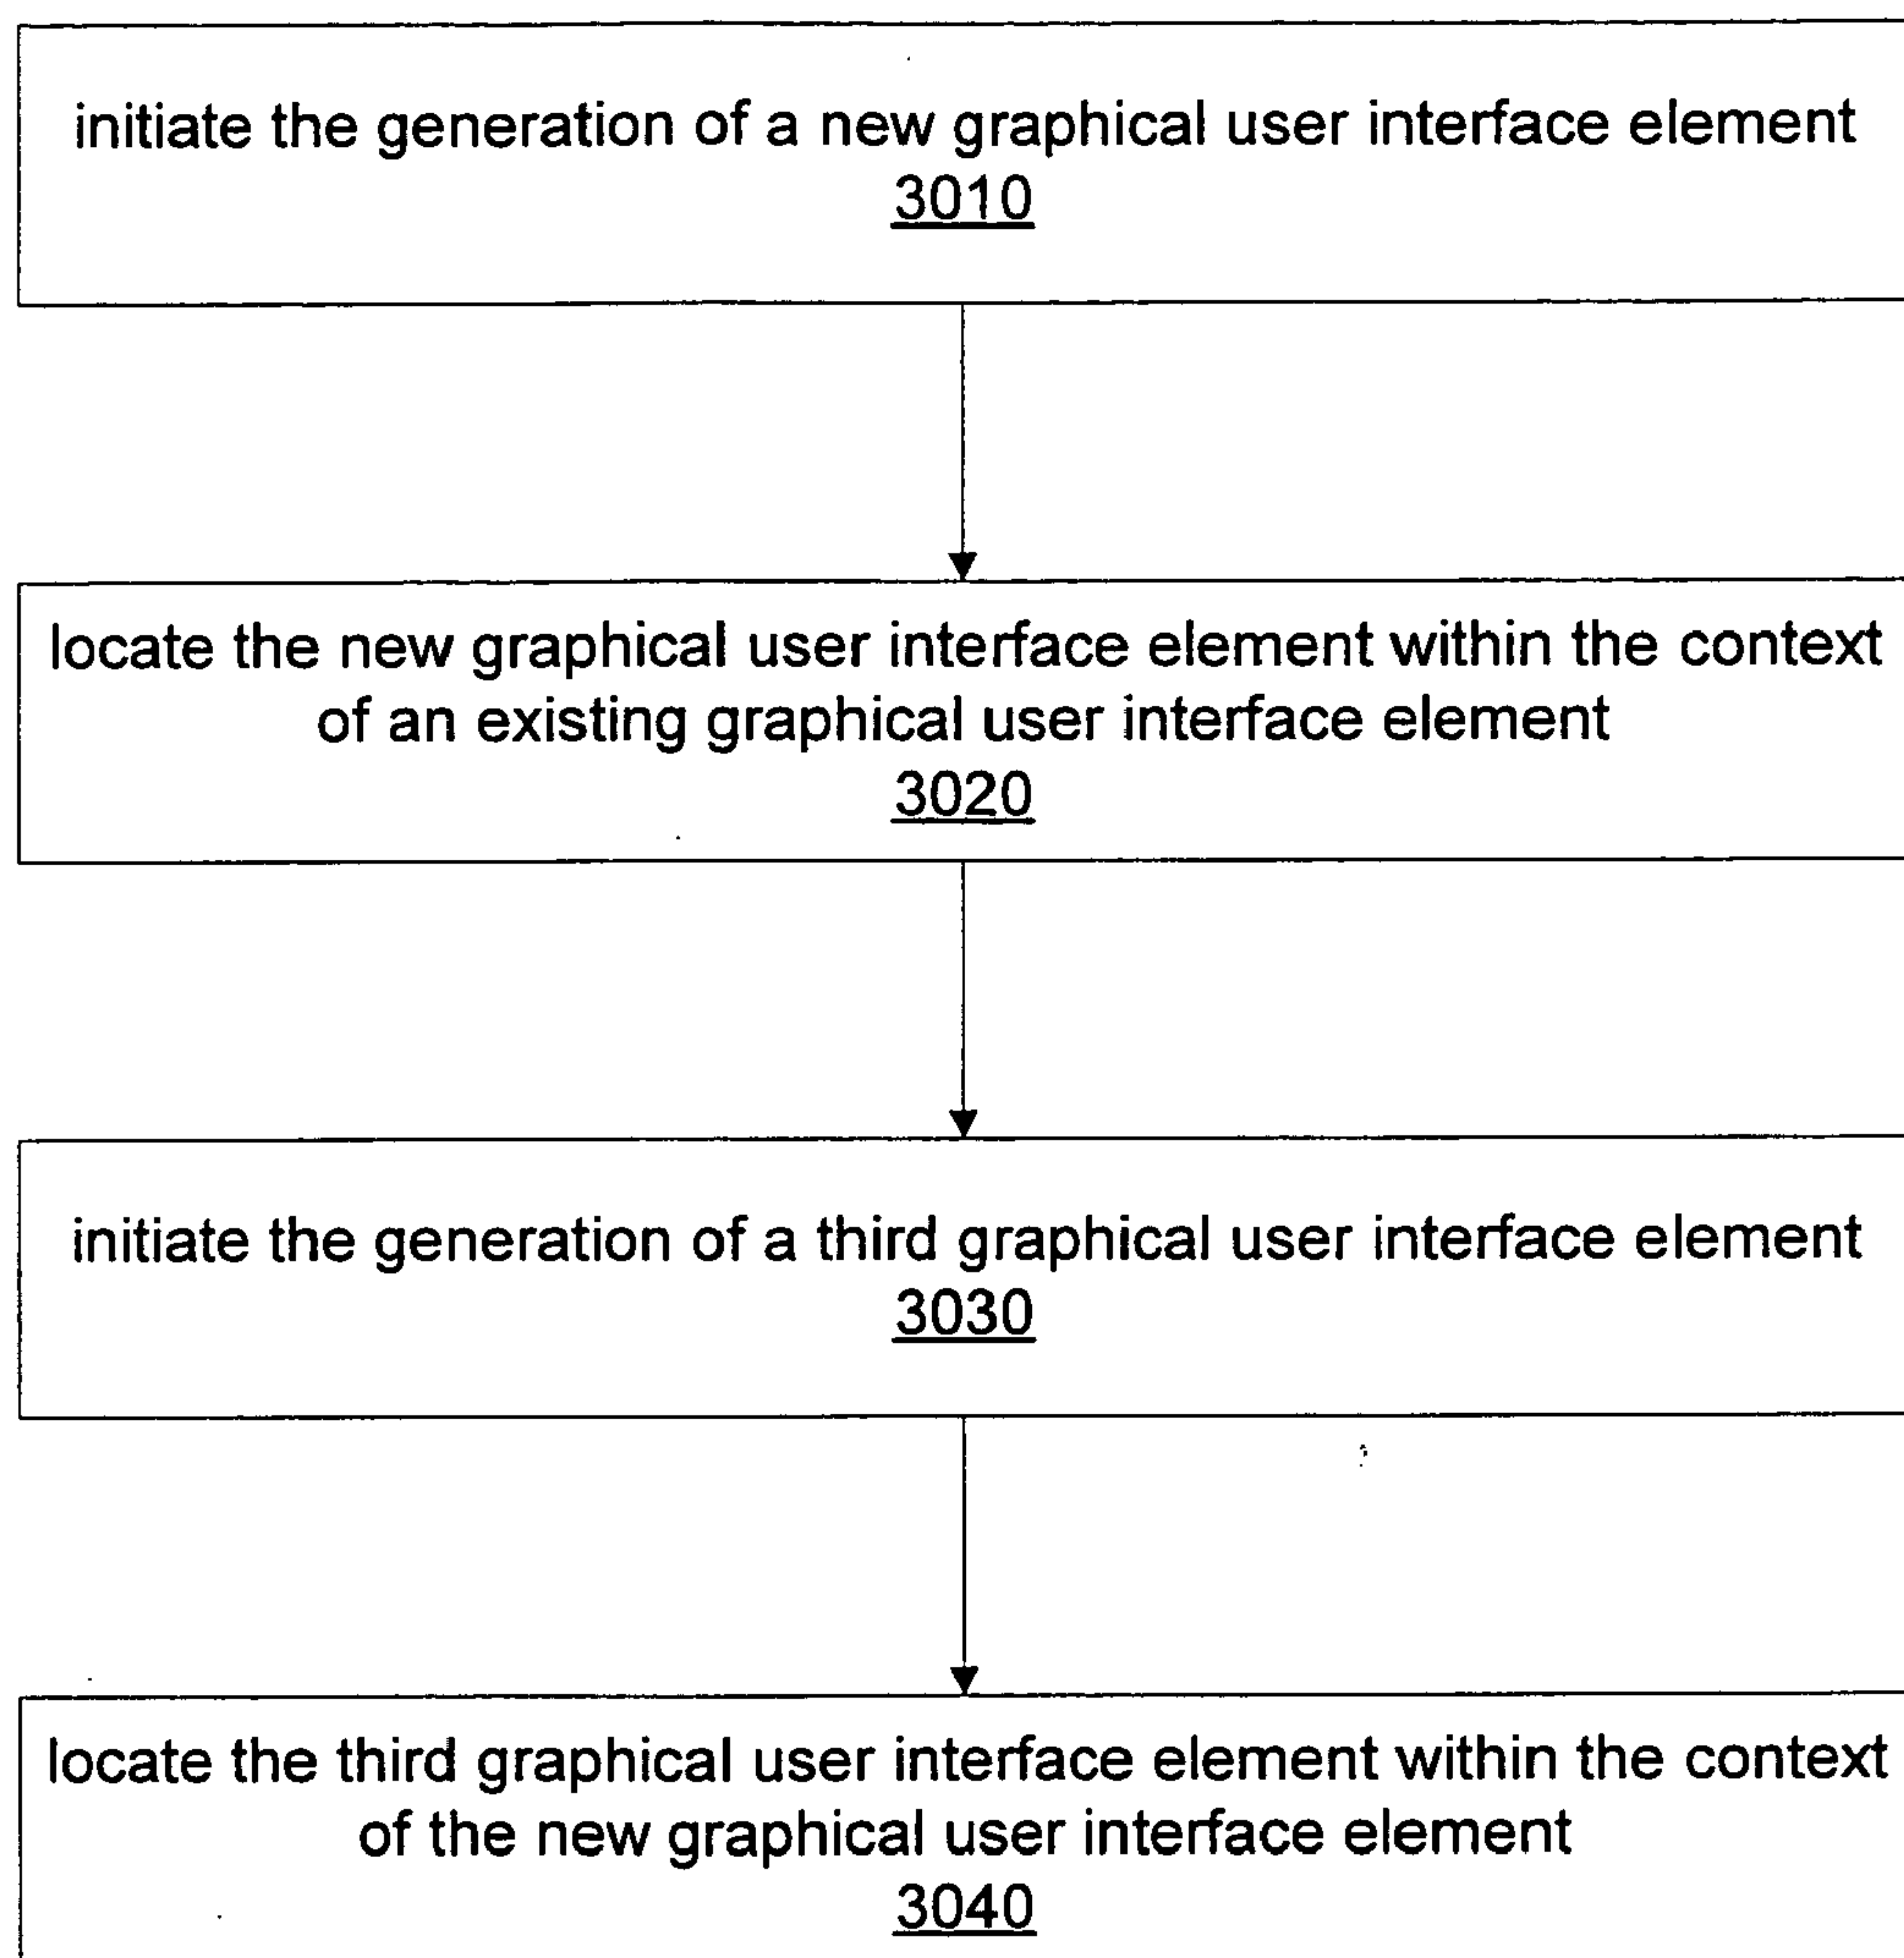 initiate the generation of a new graphical user interface element
3010
locate the new graphical user interface element within the context
of an existing graphical user interface element
3020
initiate the generation of a third graphical user interface element
3030
locate the third graphical user interface element within the context
of the new graphical user interface element
3040